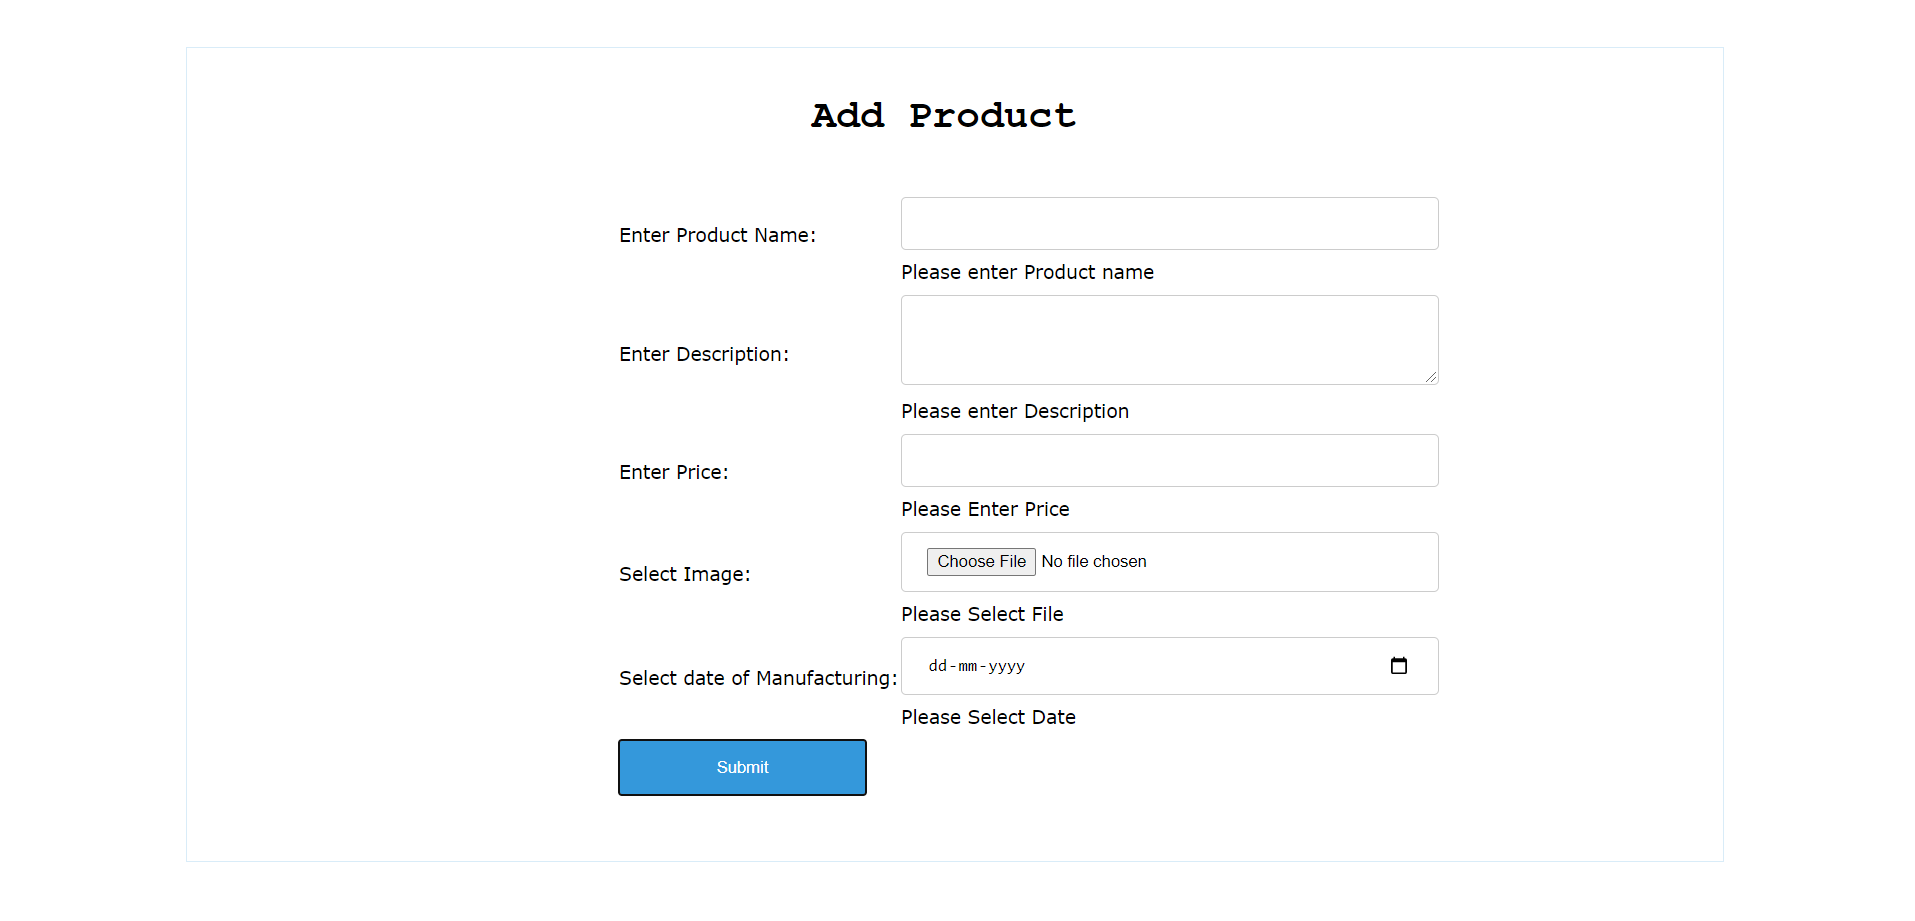 Add Product
Enter Product Name:
Please enter Product name
Enter Description:
Please enter Description
Enter Price:
Please Enter Price
Select Image: Choose File No file chosen
Please Select File
Select date of Manufacturing: dd-mm-yyyy
Please Select Date
Submit